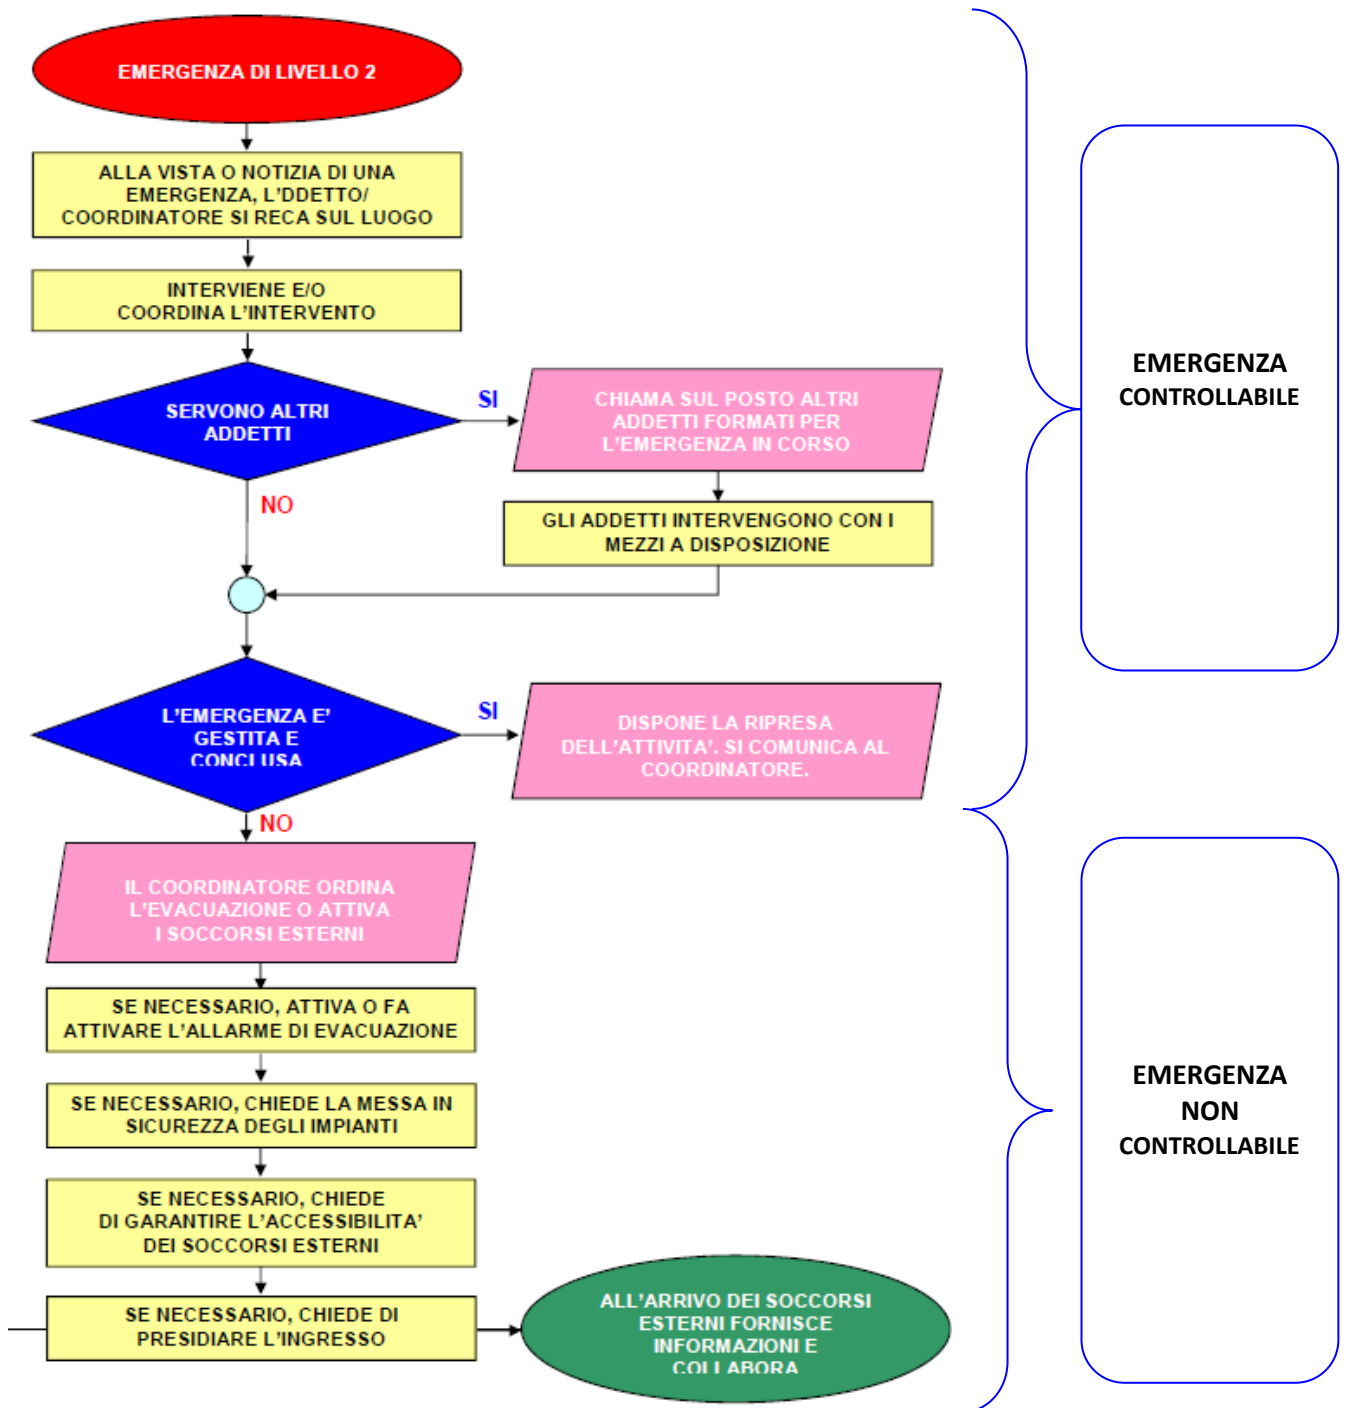 EMERGENZA DI LIVELLO 2
ALLA VISTA O NOTIZIA DI UNA
EMERGENZA, L'DDETTO/
COORDINATORE SI RECA SUL LUOGO
INTERVIENE E/O
COORDINA L'INTERVENTO
SERVONO ALTRI
ADDETTI
SI
CHIAMA SUL POSTO ALTRI
ADDETTI FORMATI PER
L'EMERGENZA IN CORSO
NO
GLI ADDETTI INTERVENGONO CON I
MEZZI A DISPOSIZIONE
L'EMERGENZA E'
GESTITA E
CONCLUSA
SI
DISPONE LA RIPRESA
DELL'ATTIVITA'. SI COMUNICA AL
COORDINATORE.
NO
IL COORDINATORE ORDINA
L'EVACUAZIONE O ATTIVA
I SOCCORSI ESTERNI
SE NECESSARIO, ATTIVA O FA
ATTIVARE L'ALLARME DI EVACUAZIONE
SE NECESSARIO, CHIEDE LA MESSA IN
SICUREZZA DEGLI IMPIANTI
SE NECESSARIO, CHIEDE
DI GARANTIRE L'ACCESSIBILITA'
DEI SOCCORSI ESTERNI
SE NECESSARIO, CHIEDE DI
PRESIDIARE L'INGRESSO
ALL'ARRIVO DEI SOCCORSI
ESTERNI FORNISCE
INFORMAZIONI E
COLLABORA
EMERGENZA
CONTROLLABILE
EMERGENZA
NON
CONTROLLABILE